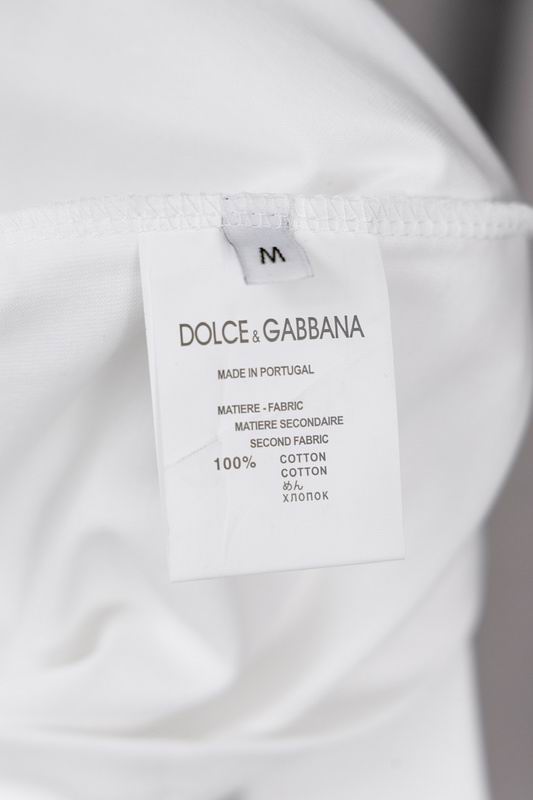 M
DOLCE & GABBANA
MADE IN PORTUGAL
MATIERE - FABRIC
MATIERE SECONDAIRE
SECOND FABRIC
100% COTTON
COTTON
めん
хлопок